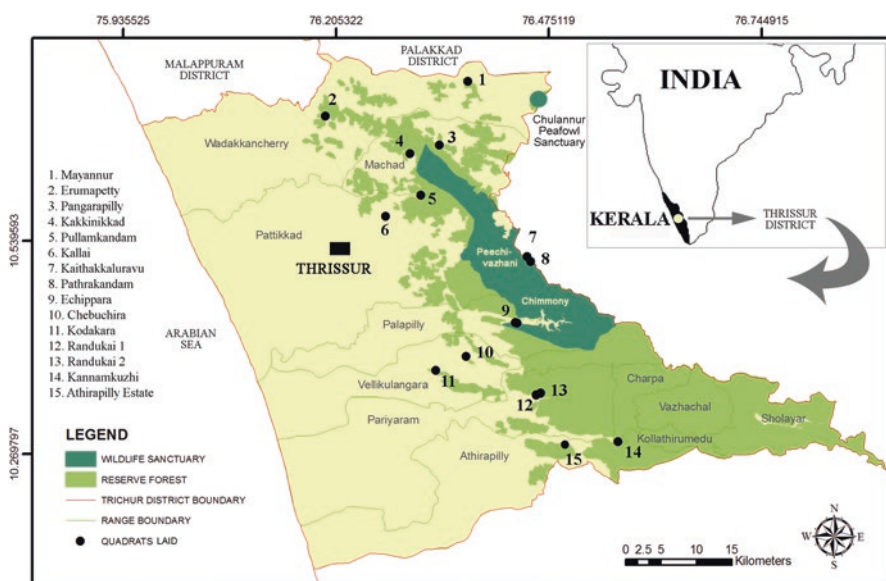 75.935525
76.205322
76.475119
76.744915
MALAPPURAM
DISTRICT
PALAKKAD
DISTRICT
1
2
Chulannur
Peafowl
Sanctuary
INDIA
Wadakkancherry
4
3
Machad
1. Mayannur
2. Erumapetty
3. Pangarapilly
4. Kakkinikkad
5. Pullamkandam
6. Kallai
7. Kaithakkaluravu
8. Pathrakandam
9. Echippara
10. Chebuchira
11. Kodakara
12. Randukai 1
13. Randukai 2
14. Kannamkuzhi
15. Athirapilly Estate
5
6
KERALA
THRISSUR
DISTRICT
10.539593
Pattikkad
THRISSUR
Peechi-
vazhani
7
8
Chimmony
9
ARABIAN
SEA
Palapilly
10
11
Vellikulangara
12
13
Charpa
Vazhachal
Sholayar
Pariyaram
Kollathirumedu
Athirapilly
15
14
10.269797
LEGEND
WILDLIFE SANCTUARY
RESERVE FOREST
TRICHUR DISTRICT BOUNDARY
RANGE BOUNDARY
QUADRATS LAID
N
W E
S
0 2.5 5 10 15
Kilometers